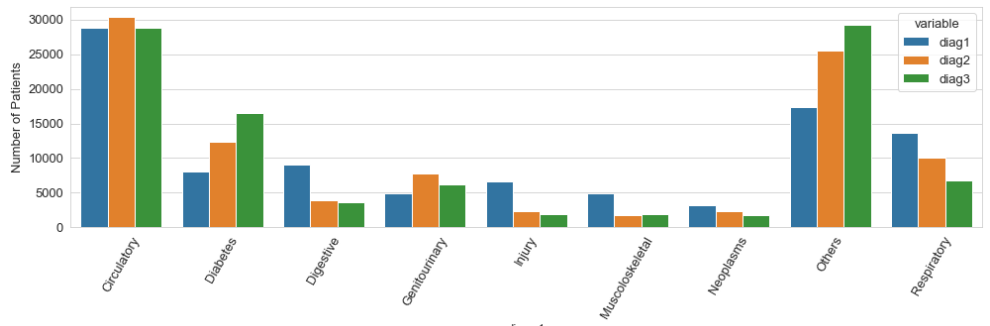 30000
25000
20000
15000
10000
5000
0
Number of Patients
variable
diag1
diag2
diag3
Circulatory
Diabetes
Digestive
Genitourinary
Injury
Muscoloskeletal
Neoplasms
Others
Respiratory